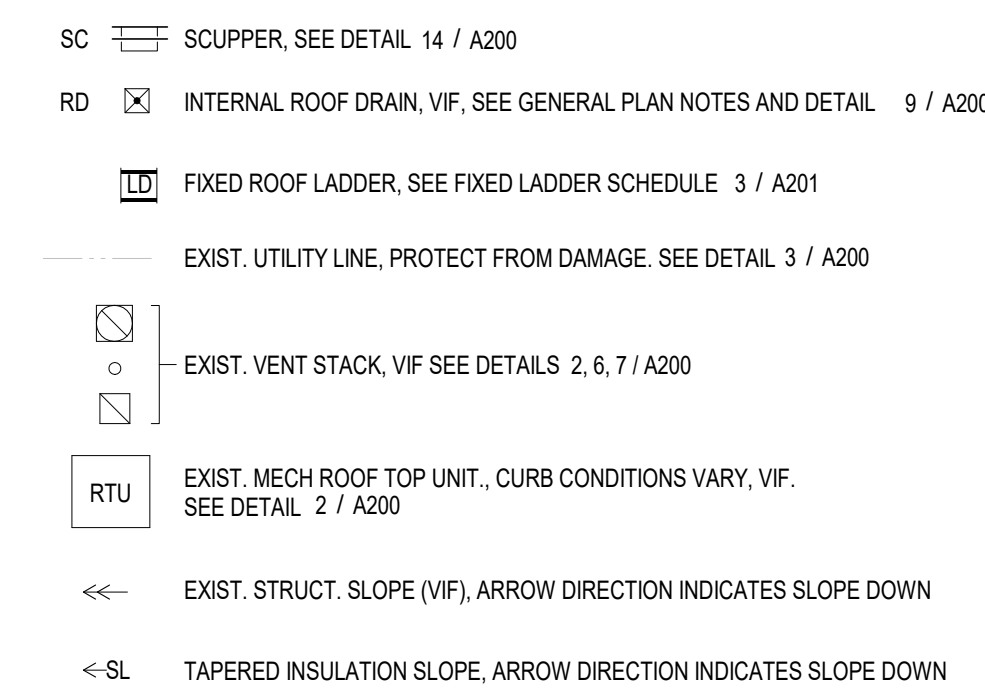 SC SCUPPER, SEE DETAIL 14 / A200
RD INTERNAL ROOF DRAIN, VIF, SEE GENERAL PLAN NOTES AND DETAIL 9 / A200
LD FIXED ROOF LADDER, SEE FIXED LADDER SCHEDULE 3 / A201
EXIST. UTILITY LINE, PROTECT FROM DAMAGE. SEE DETAIL 3 / A200
EXIST. VENT STACK, VIF SEE DETAILS 2, 6, 7 / A200
RTU EXIST. MECH ROOF TOP UNIT., CURB CONDITIONS VARY, VIF.
SEE DETAIL 2 / A200
EXIST. STRUCT. SLOPE (VIF), ARROW DIRECTION INDICATES SLOPE DOWN
SL TAPERED INSULATION SLOPE, ARROW DIRECTION INDICATES SLOPE DOWN